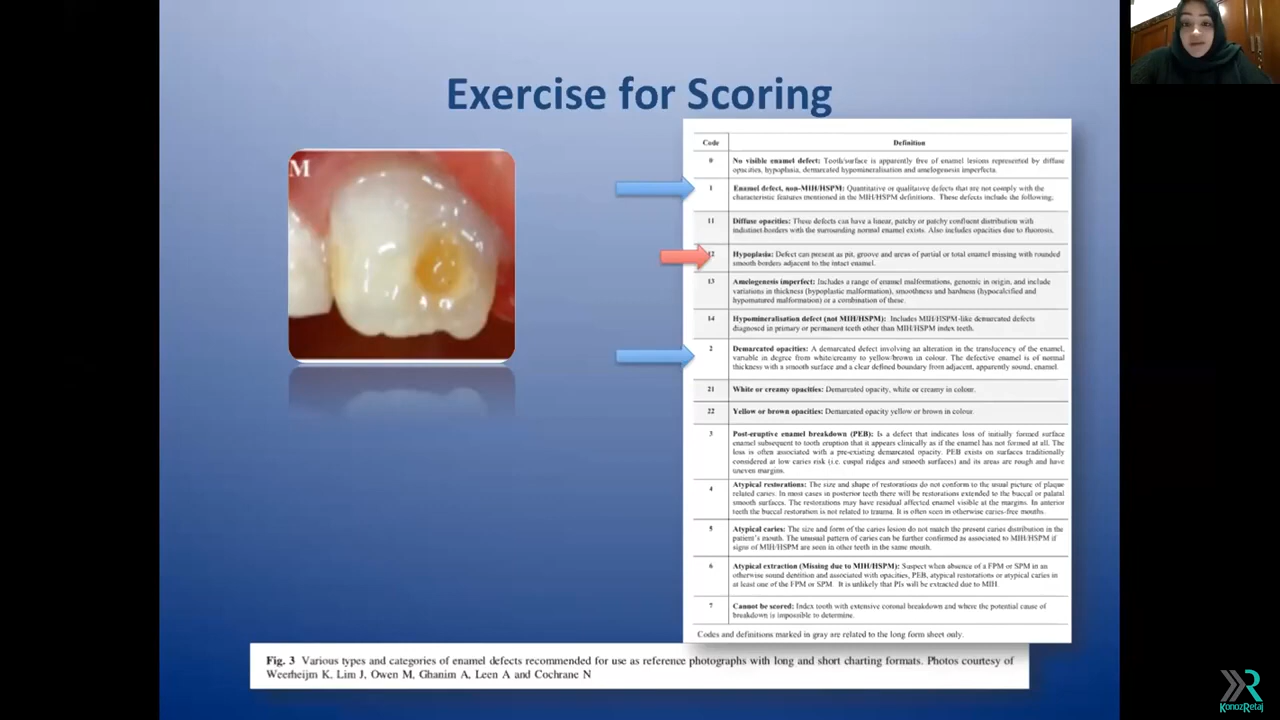 Exercise for Scoring
M
Code Definition
0 No visible enamel defect: Tooth/surface is apparently free of enamel lesions represented by diffuse
opacities, hypoplasia, demarcated hypomineralisation and amelogenesis imperfecta.
1 Enamel defect, non-MIH/HSPM: Quantitative or qualitative defects that are not comply with the
characteristic features mentioned in the MIH/HSPM definitions. These defects include the following;
11 Diffuse opacities: These defects can have a linear, patchy or patchy confluent distribution with
indistinct borders with the surrounding normal enamel exists. Also includes opacities due to fluorosis.
12 Hypoplasia: Defect can present as pit, groove and areas of partial or total enamel missing with rounded
smooth borders adjacent to the intact enamel.
13 Amelogenesis imperfect: Includes a range of enamel malformations, genomic in origin, and include
variations in thickness (hypoplastic malformation), smoothness and hardness (hypocalcified and
hypomatured malformation) or a combination of these.
14 Hypomineralisation defect (not MIH/HSPM): Includes MIH/HSPM-like demarcated defects
diagnosed in primary or permanent teeth other than MIH/HSPM index teeth.
2 Demarcated opacities: A demarcated defect involving an alteration in the translucency of the enamel,
variable in degree from white/creamy to yellow/brown in colour. The defective enamel is of normal
thickness with a smooth surface and a clear defined boundary from adjacent, apparently sound, enamel.
21 White or creamy opacities: Demarcated opacity, white or creamy in colour.
22 Yellow or brown opacities: Demarcated opacity yellow or brown in colour.
3 Post-eruptive enamel breakdown (PEB): Is a defect that indicates loss of initially formed surface
enamel subsequent to tooth eruption that it appears clinically as if the enamel has not formed at all. The
loss is often associated with a pre-existing demarcated opacity. PEB exists on surfaces traditionally
considered at low caries risk (i.e. cuspal ridges and smooth surfaces) and its areas are rough and have
uneven margins.
4 Atypical restorations: The size and shape of restorations do not conform to the usual picture of plaque
related caries. In most cases in posterior teeth there will be restorations extended to the buccal or palatal
smooth surfaces. The restorations may have residual affected enamel visible at the margins. In anterior
teeth the buccal restoration is not related to trauma. It is often seen in otherwise caries-free mouths.
5 Atypical caries: The size and form of the caries lesion do not match the present caries distribution in the
patient's mouth. The unusual pattern of caries can be further confirmed as associated to MIH/HSPM if
signs of MIH/HSPM are seen in other teeth in the same mouth.
6 Atypical extraction (Missing due to MIH/HSPM): Suspect when absence of a FPM or SPM in an
otherwise sound dentition and associated with opacities, PEB, atypical restorations or atypical caries in
at least one of the FPM or SPM. It is unlikely that PIs will be extracted due to MIH.
7 Cannot be scored: Index tooth with extensive coronal breakdown and where the potential cause of
breakdown is impossible to determine.
Codes and definitions marked in gray are related to the long form sheet only.
Fig. 3 Various types and categories of enamel defects recommended for use as reference photographs with long and short charting formats. Photos courtesy of
Weerheijm K, Lim J, Owen M, Ghanim A, Leen A and Cochrane N
KonozRetaj